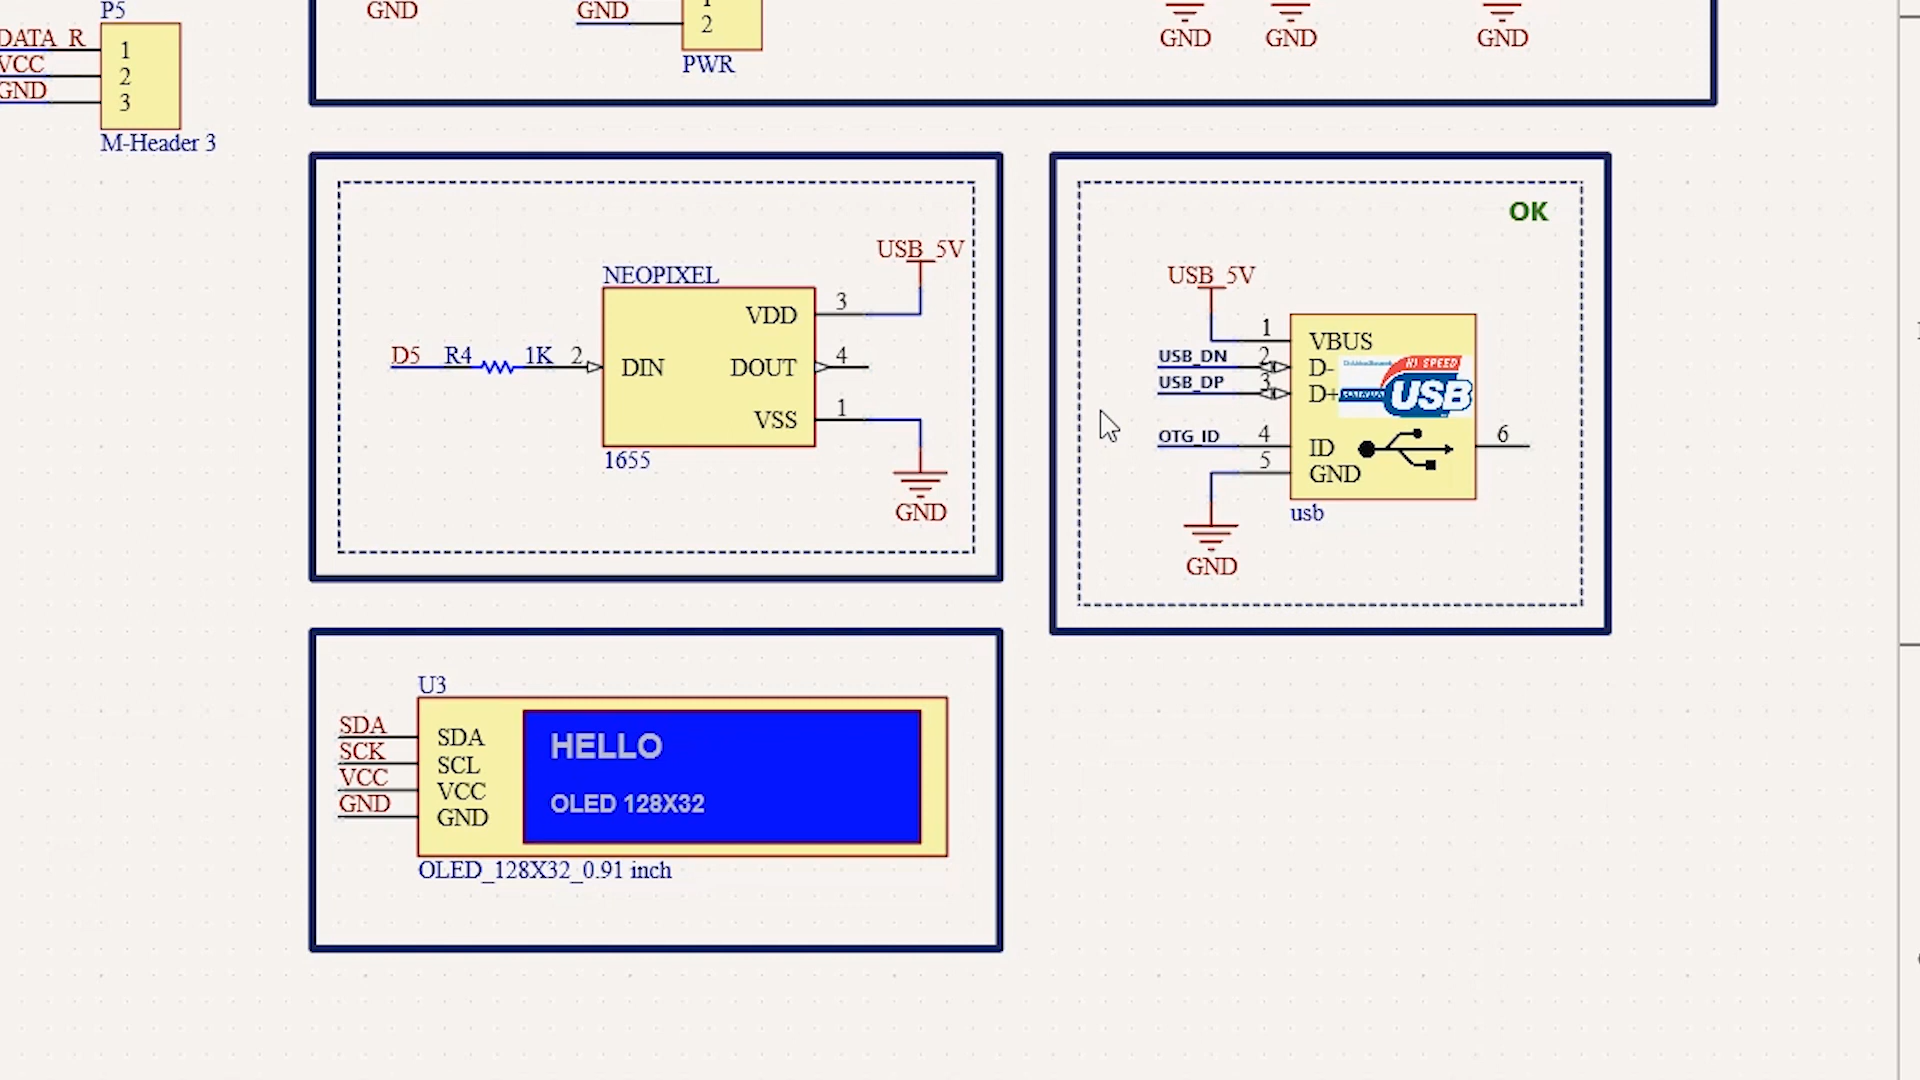 P5
DATA_R
VCC
GND
1
2
3
M-Header 3
GND
GND
2
PWR
GND
GND
GND
NEOPIXEL
USB_5V
D5 R4 1K 2
DIN
VDD 3
DOUT 4
VSS 1
1655
GND
OK
USB_5V
1 VBUS
USB_DN 2 D-
USB_DP 3 D+
HI SPEED
USB
OTG_ID 4 ID 6
5 GND
usb
GND
U3
SDA SDA
SCK SCL
VCC VCC
GND GND
HELLO
OLED 128X32
OLED_128X32_0.91 inch